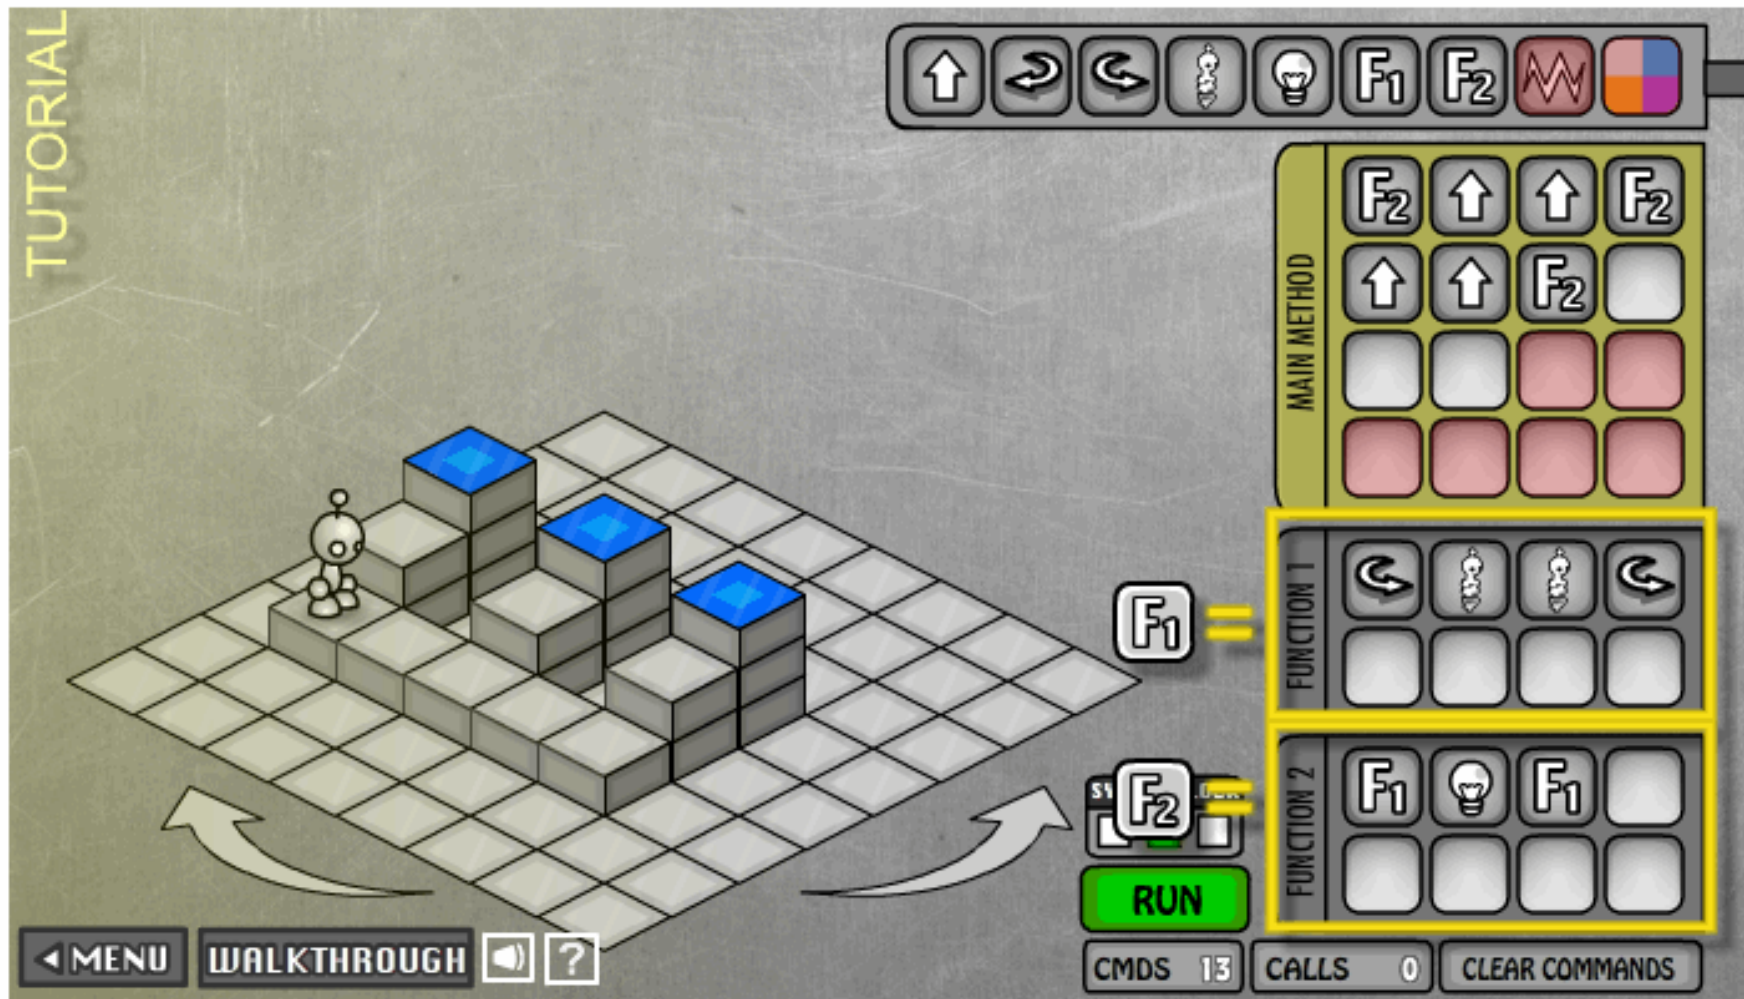 TUTORIAL
F1 F2
MAIN METHOD
F2 F2
F2
FUNCTION 1
F1 =
FUNCTION 2
F2 =
F1 F1
RUN
MENU
WALKTHROUGH
?
CMDS 13
CALLS 0
CLEAR COMMANDS